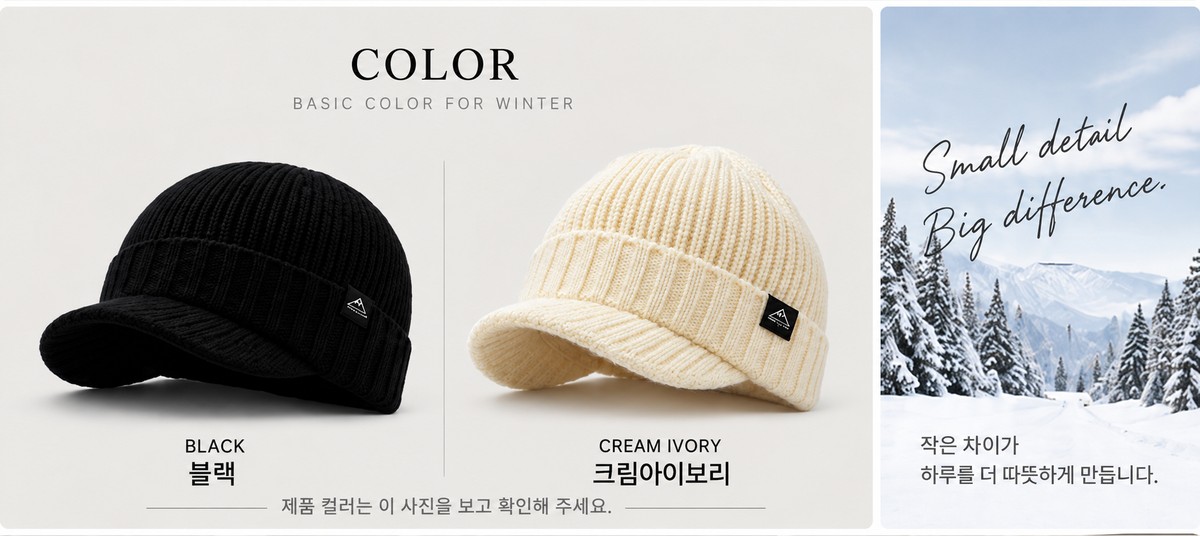 COLOR
BASIC COLOR FOR WINTER
BLACK
블랙
CREAM IVORY
크림아이보리
제품 컬러는 이 사진을 보고 확인해 주세요.
Small detail
Big difference.
작은 차이가
하루를 더 따뜻하게 만듭니다.